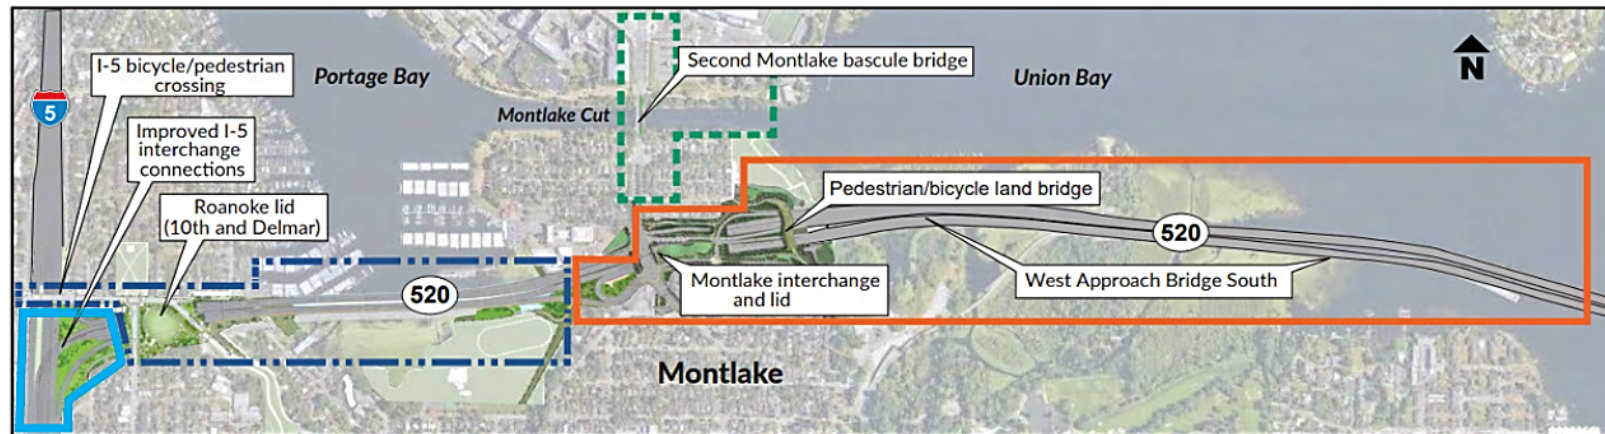 I-5 bicycle/pedestrian
crossing
Portage Bay
Second Montlake bascule bridge
Union Bay
N
5
Montlake Cut
Improved I-5
interchange
connections
Pedestrian/bicycle land bridge
Roanoke lid
(10th and Delmar)
520
Montlake interchange
and lid
West Approach Bridge South
520
Montlake